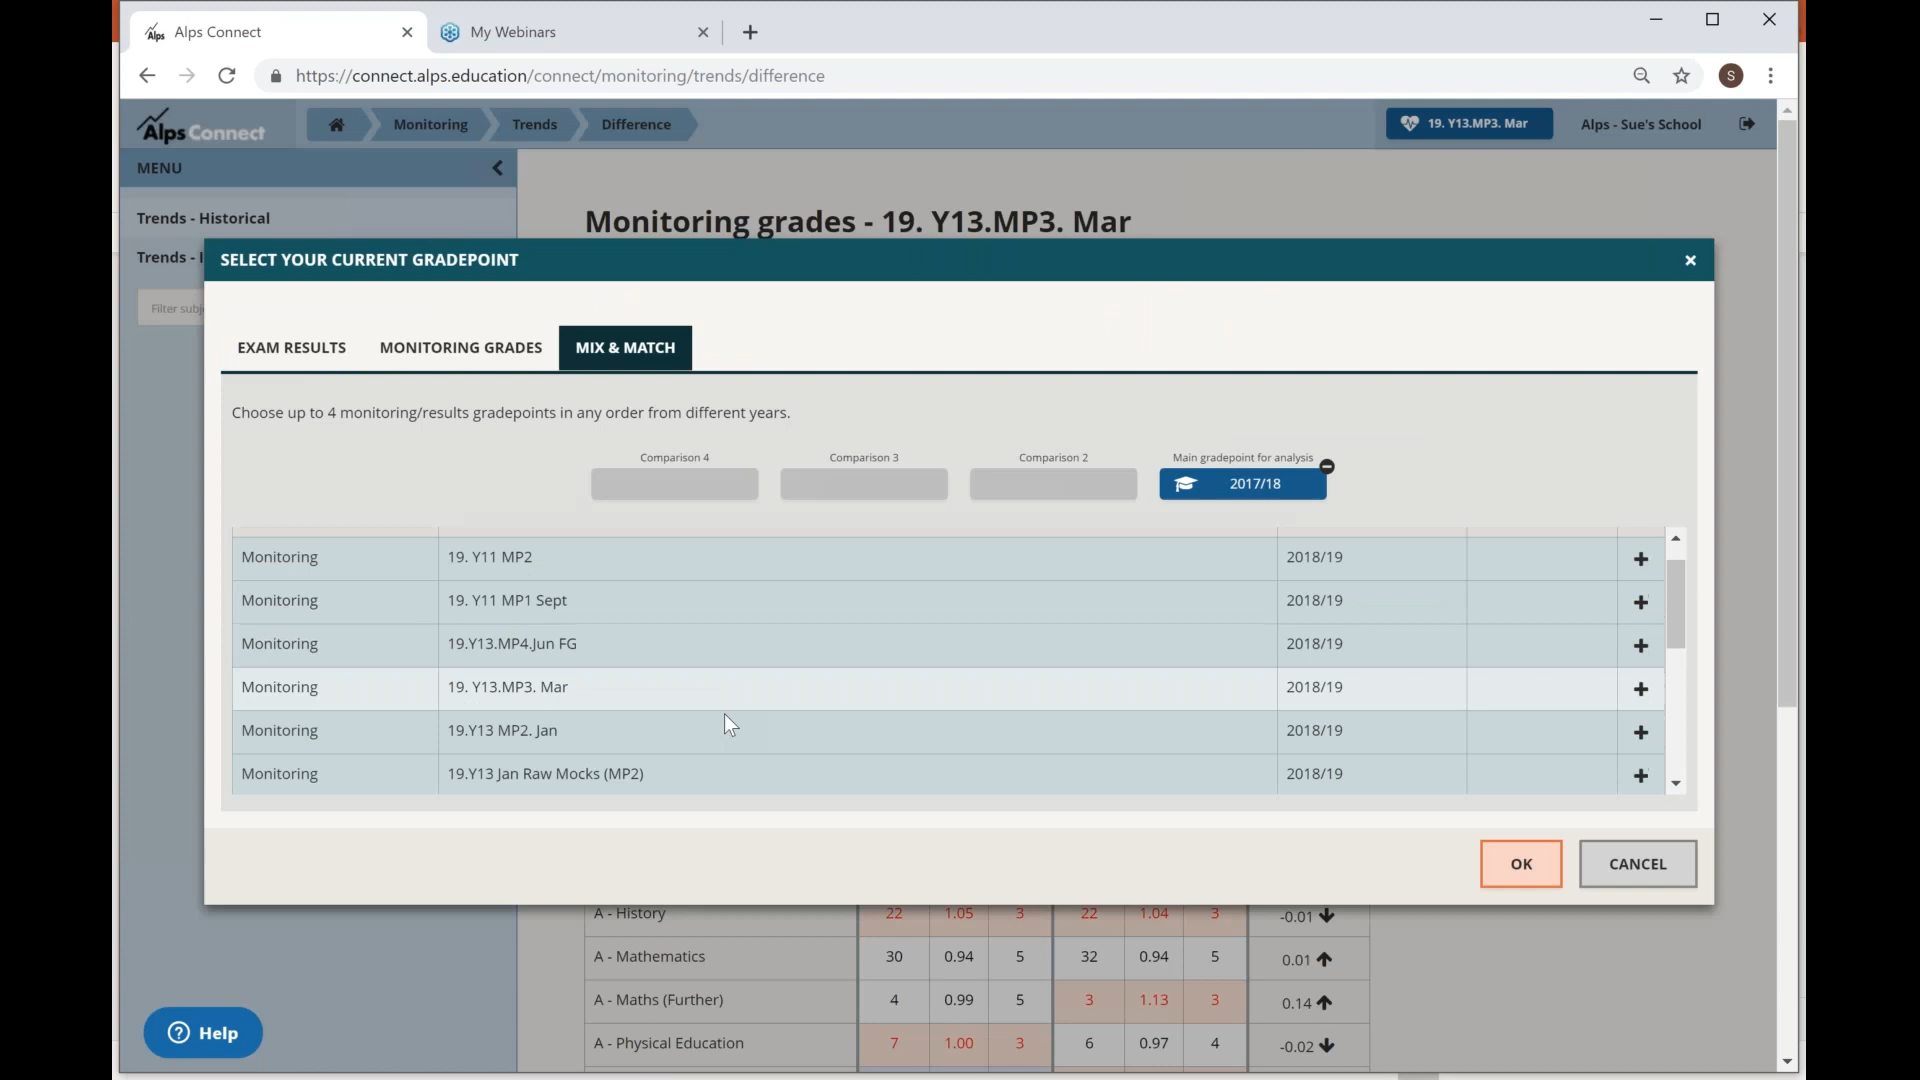 Alps Connect
My Webinars
https://connect.alps.education/connect/monitoring/trends/difference
S
Alps Connect
Monitoring
Trends
Difference
19. Y13.MP3. Mar
Alps - Sue's School
MENU
Trends - Historical
Monitoring grades - 19. Y13.MP3. Mar
Trends -
SELECT YOUR CURRENT GRADEPOINT
Filter
EXAM RESULTS
MONITORING GRADES
MIX & MATCH
Choose up to 4 monitoring/results gradepoints in any order from different years.
Comparison 4
Comparison 3
Comparison 2
Main gradepoint for analysis
2017/18
Monitoring 19. Y11 MP2 2018/19
Monitoring 19. Y11 MP1 Sept 2018/19
Monitoring 19.Y13.MP4.Jun FG 2018/19
Monitoring 19. Y13.MP3. Mar 2018/19
Monitoring 19.Y13 MP2. Jan 2018/19
Monitoring 19.Y13 Jan Raw Mocks (MP2) 2018/19
OK
CANCEL
A - History 22 1.05 3 22 1.04 3 -0.01
A - Mathematics 30 0.94 5 32 0.94 5 0.01
A - Maths (Further) 4 0.99 5 3 1.13 3 0.14
A - Physical Education 7 1.00 3 6 0.97 4 -0.02
Help